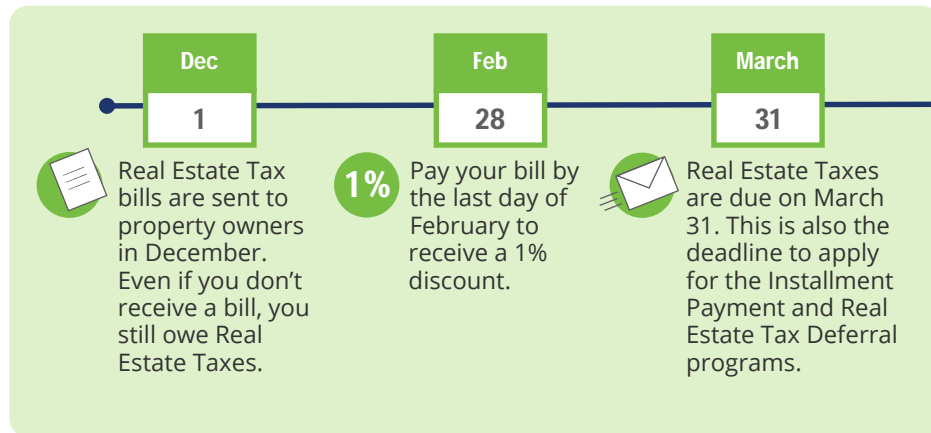 Dec
1
Real Estate Tax
bills are sent to
property owners
in December.
Even if you don’t
receive a bill, you
still owe Real
Estate Taxes.
Feb
28
1%
Pay your bill by
the last day of
February to
receive a 1%
discount.
March
31
Real Estate Taxes
are due on March
31. This is also the
deadline to apply
for the Installment
Payment and Real
Estate Tax Deferral
programs.